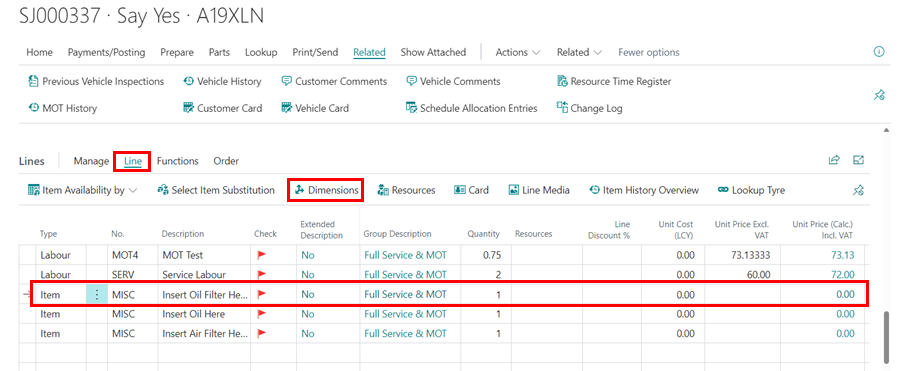 SJ000337 · Say Yes · A19XLN
Home Payments/Posting Prepare Parts Lookup Print/Send Related Show Attached Actions Related Fewer options
Previous Vehicle Inspections Vehicle History Customer Comments Vehicle Comments Resource Time Register
MOT History Customer Card Vehicle Card Schedule Allocation Entries Change Log
Lines Manage Line Functions Order
Item Availability by Select Item Substitution Dimensions Resources Card Line Media Item History Overview Lookup Tyre
Type No. Description Check Extended Description Group Description Quantity Resources Line Discount % Unit Cost (LCY) Unit Price Excl. VAT Unit Price (Calc.) Incl. VAT
Labour MOT4 MOT Test No Full Service & MOT 0.75 0.00 73.13333 73.13
Labour SERV Service Labour No Full Service & MOT 2 0.00 60.00 72.00
Item MISC Insert Oil Filter He... No Full Service & MOT 1 0.00 0.00
Item MISC Insert Oil Here No Full Service & MOT 1 0.00 0.00
Item MISC Insert Air Filter He... No Full Service & MOT 1 0.00 0.00